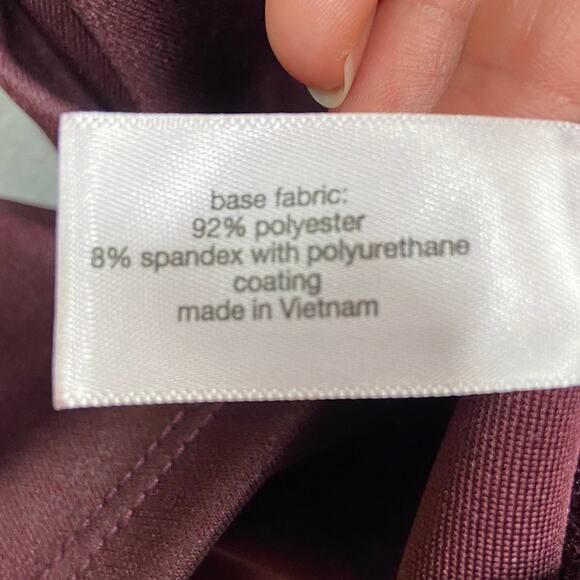 base fabric:
92% polyester
8% spandex with polyurethane
coating
made in Vietnam